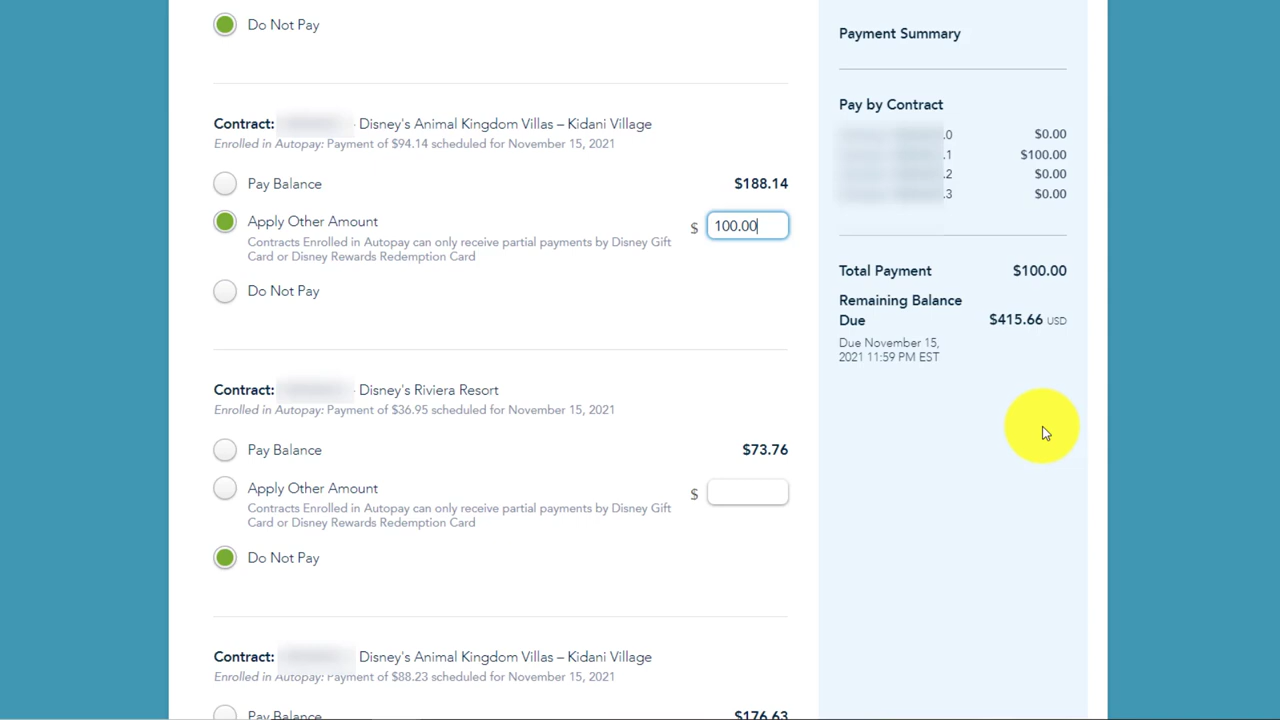 Do Not Pay
Contract: · Disney's Animal Kingdom Villas – Kidani Village
Enrolled in Autopay: Payment of $94.14 scheduled for November 15, 2021
Pay Balance $188.14
Apply Other Amount $ 100.00
Contracts Enrolled in Autopay can only receive partial payments by Disney Gift
Card or Disney Rewards Redemption Card
Do Not Pay
Contract: · Disney's Riviera Resort
Enrolled in Autopay: Payment of $36.95 scheduled for November 15, 2021
Pay Balance $73.76
Apply Other Amount $
Contracts Enrolled in Autopay can only receive partial payments by Disney Gift
Card or Disney Rewards Redemption Card
Do Not Pay
Contract: Disney's Animal Kingdom Villas – Kidani Village
Enrolled in Autopay: Payment of $88.23 scheduled for November 15, 2021
Pay Balance $176.63
Payment Summary
Pay by Contract
.0 $0.00
.1 $100.00
.2 $0.00
.3 $0.00
Total Payment $100.00
Remaining Balance
Due $415.66 USD
Due November 15,
2021 11:59 PM EST